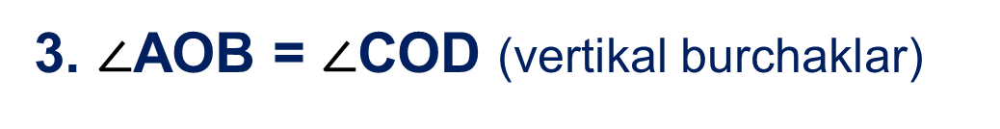 3. ∠AOB = ∠COD (vertikal burchaklar)